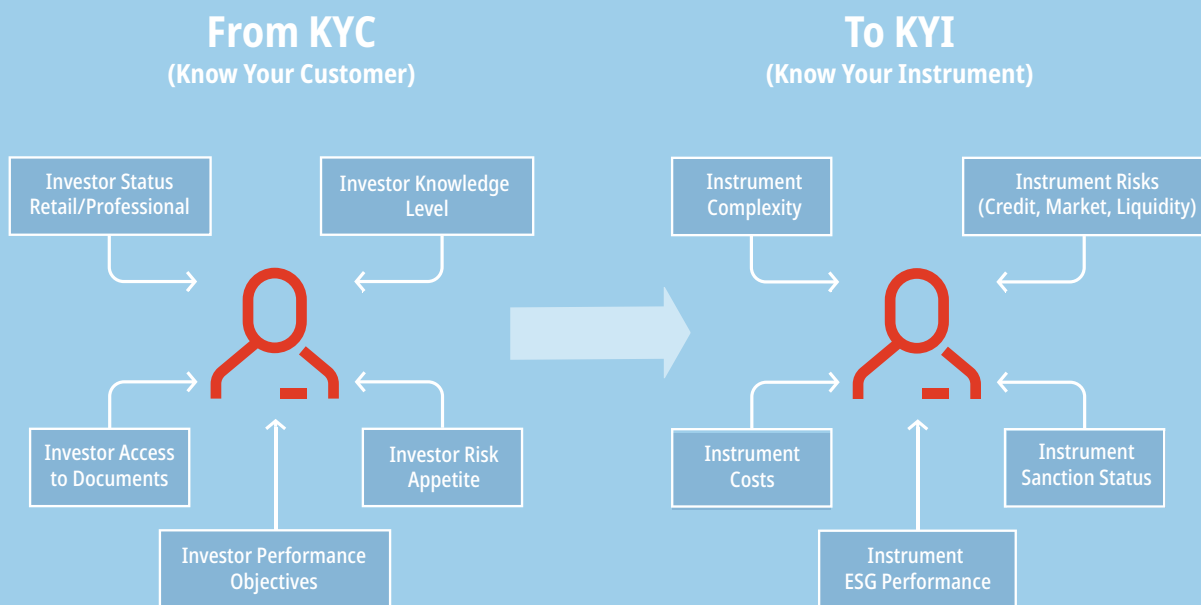 From KYC
(Know Your Customer)
Investor Status
Retail/Professional
Investor Knowledge
Level
Investor Access
to Documents
Investor Risk
Appetite
Investor Performance
Objectives
To KYI
(Know Your Instrument)
Instrument
Complexity
Instrument Risks
(Credit, Market, Liquidity)
Instrument
Costs
Instrument
Sanction Status
Instrument
ESG Performance